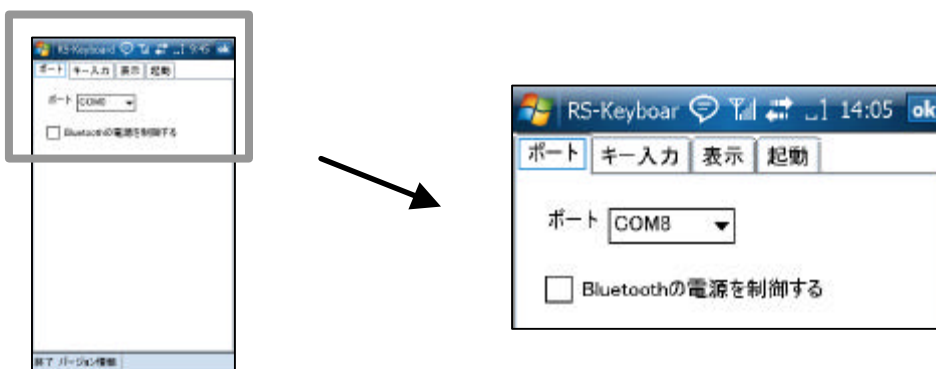 RS-Keyboard 9:45 ok
ポート キー入力 表示 起動
ポート COM8
Bluetoothの電源を制御する
終了 バージョン情報
RS-Keyboar 14:05 ok
ポート キー入力 表示 起動
ポート COM8
Bluetoothの電源を制御する